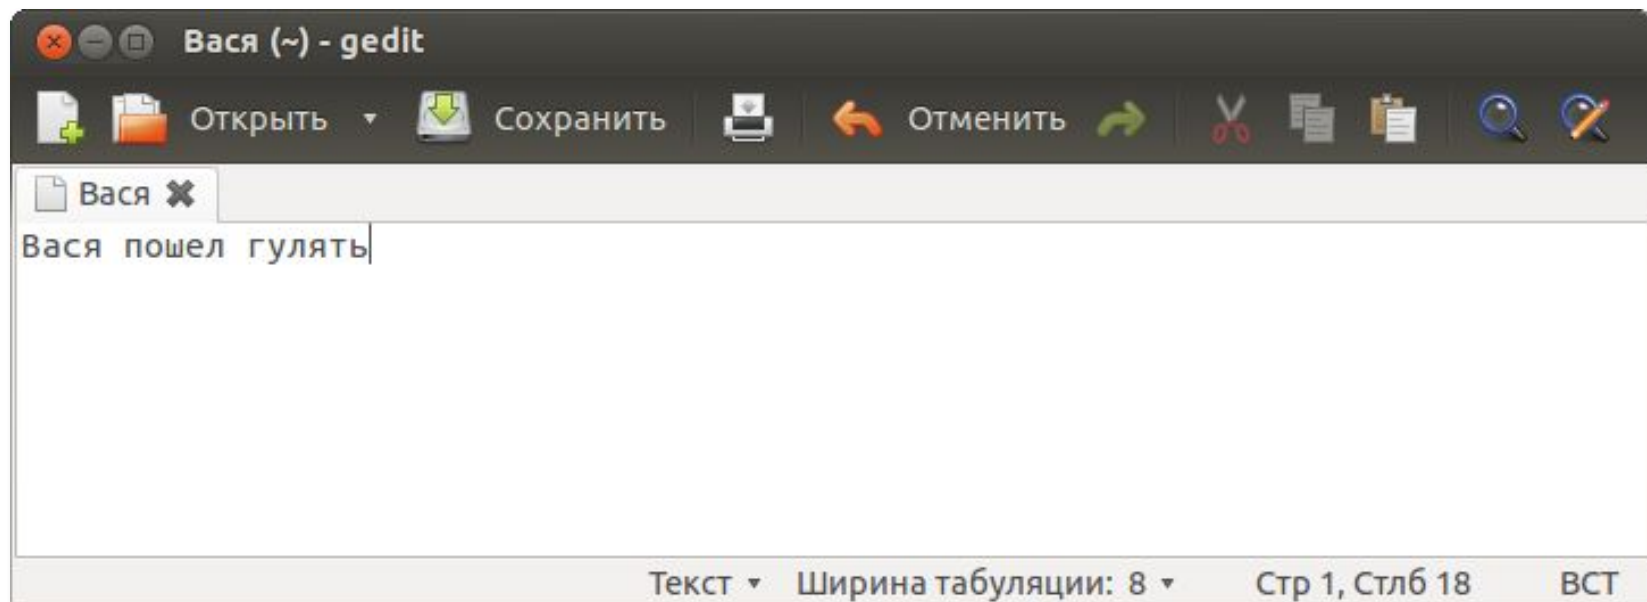 Вася (~) - gedit
Открыть Сохранить Отменить
Вася
Вася пошел гулять
Текст Ширина табуляции: 8 Стр 1, Стлб 18 ВСТ